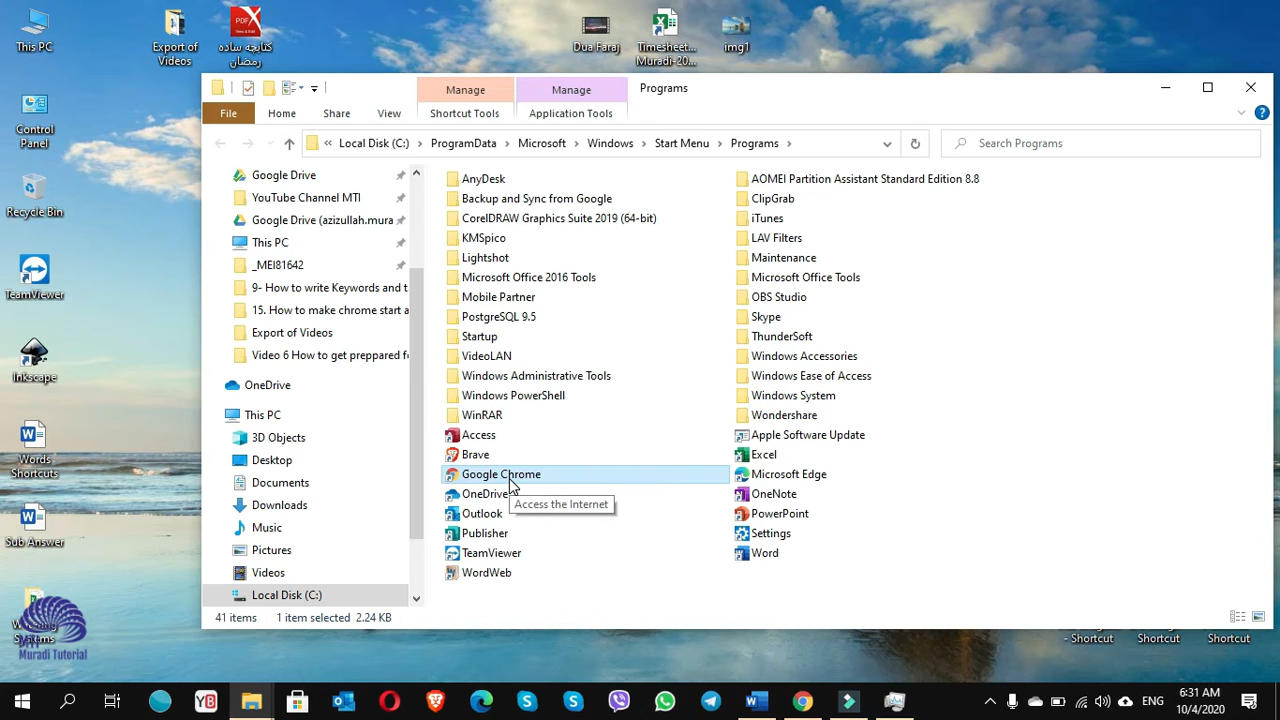 This PC
Export of
Videos
PDF
كتابچه ساده
رمضان
Dua Faraj
Timesheet...
Muradi-20...
img1
Control
Panel
Recycle Bin
TeamViewer
Inkscape
Words
Shortcuts
Sub Answer
Systems
Muradi Tutorial
Manage
Manage
Programs
File
Home
Share
View
Shortcut Tools
Application Tools
« Local Disk (C:) › ProgramData › Microsoft › Windows › Start Menu › Programs ›
Search Programs
Google Drive
YouTube Channel MTI
Google Drive (azizullah.mura
This PC
_MEI81642
9- How to write Keywords and t
15. How to make chrome start a
Export of Videos
Video 6 How to get preppared fo
OneDrive
This PC
3D Objects
Desktop
Documents
Downloads
Music
Pictures
Videos
Local Disk (C:)
AnyDesk
Backup and Sync from Google
CorelDRAW Graphics Suite 2019 (64-bit)
KMSpico
Lightshot
Microsoft Office 2016 Tools
Mobile Partner
PostgreSQL 9.5
Startup
VideoLAN
Windows Administrative Tools
Windows PowerShell
WinRAR
Access
Brave
Google Chrome
OneDrive
Access the Internet
Outlook
Publisher
TeamViewer
WordWeb
AOMEI Partition Assistant Standard Edition 8.8
ClipGrab
iTunes
LAV Filters
Maintenance
Microsoft Office Tools
OBS Studio
Skype
ThunderSoft
Windows Accessories
Windows Ease of Access
Windows System
Wondershare
Apple Software Update
Excel
Microsoft Edge
OneNote
PowerPoint
Settings
Word
41 items
1 item selected 2.24 KB
- Shortcut
Shortcut
Shortcut
ENG
6:31 AM
10/4/2020